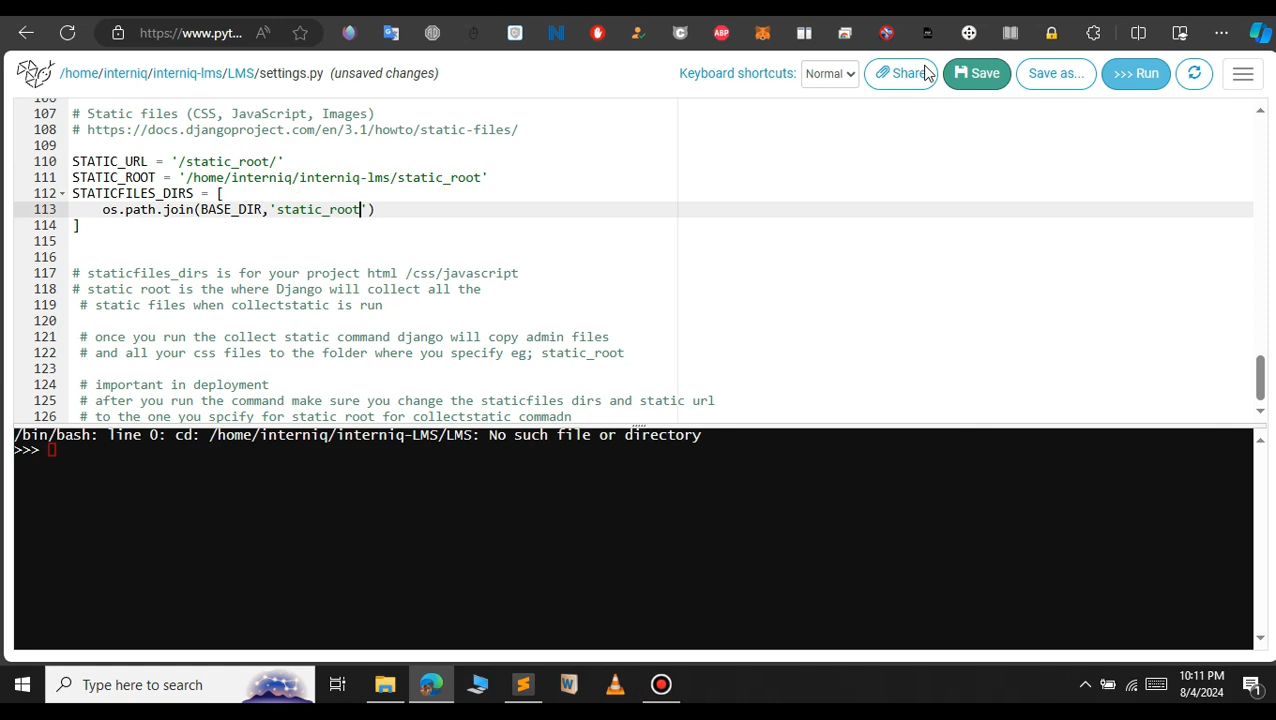 https://www.pyt...
/home/interniq/interniq-lms/LMS/settings.py (unsaved changes)
Keyboard shortcuts: Normal
Share
Save
Save as...
>>> Run
107 # Static files (CSS, JavaScript, Images)
108 # https://docs.djangoproject.com/en/3.1/howto/static-files/
109
110 STATIC_URL = '/static_root/'
111 STATIC_ROOT = '/home/interniq/interniq-lms/static_root'
112 STATICFILES_DIRS = [
113 os.path.join(BASE_DIR,'static_root')
114 ]
115
116
117 # staticfiles_dirs is for your project html /css/javascript
118 # static root is the where Django will collect all the
119 # static files when collectstatic is run
120
121 # once you run the collect static command django will copy admin files
122 # and all your css files to the folder where you specify eg; static_root
123
124 # important in deployment
125 # after you run the command make sure you change the staticfiles dirs and static url
126 # to the one you spcify for static root for collectstatic commadn
/bin/bash: line 0: cd: /home/interniq/interniq-LMS/LMS: No such file or directory
>>>
Type here to search
10:11 PM
8/4/2024
1